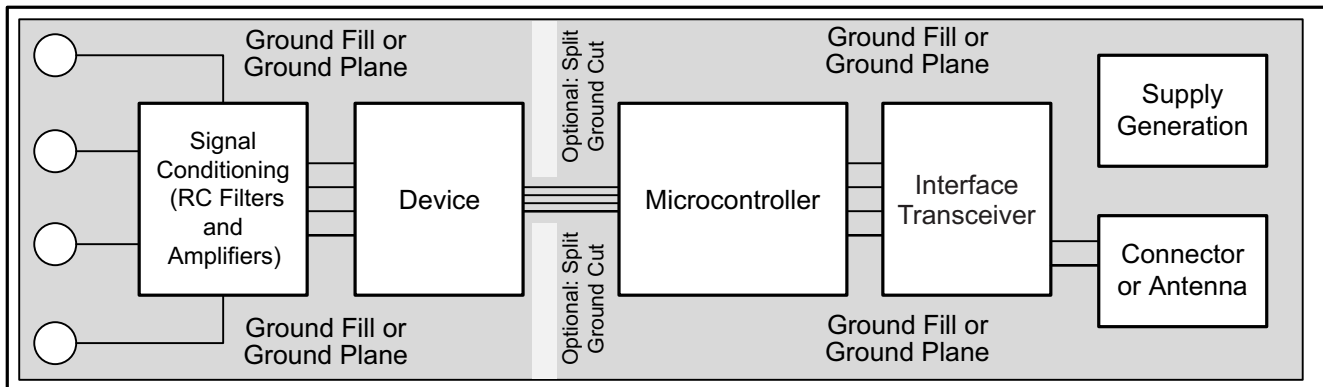 Ground Fill or
Ground Plane
Optional: Split
Ground Cut
Ground Fill or
Ground Plane
Supply
Generation
Signal
Conditioning
(RC Filters
and
Amplifiers)
Device
Microcontroller
Interface
Transceiver
Connector
or Antenna
Ground Fill or
Ground Plane
Optional: Split
Ground Cut
Ground Fill or
Ground Plane